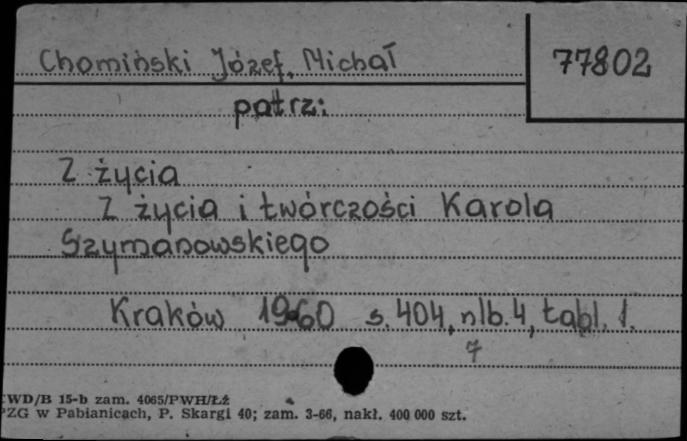 Chomiński Józef, Michał
77802
patrz:
Z życia
Z życia i twórczości Karola
Szymanowskiego
Kraków 1960 s. 404, nlb. 4, tabl. 1.
7
WD/B 15-b zam. 4065/PWH/Łź
PZG w Pabianicach, P. Skargi 40; zam. 3-66, nakł. 400 000 szt.